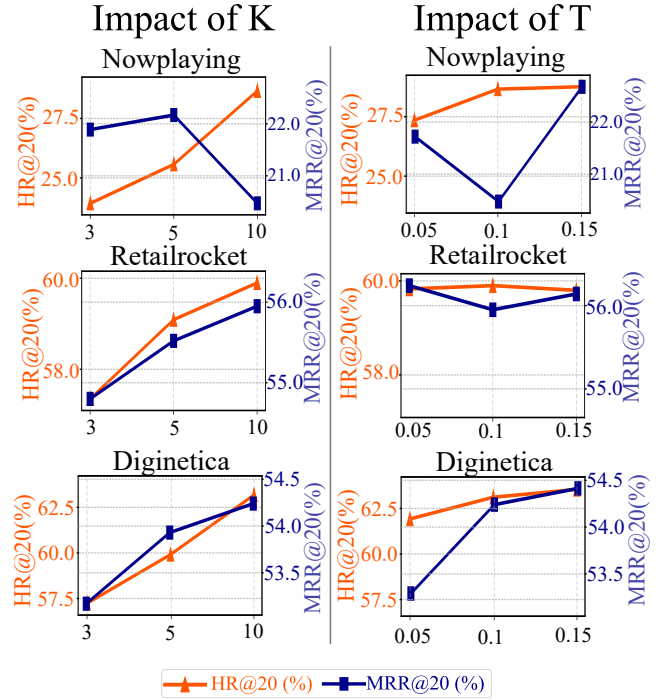 Impact of K
Impact of T
Nowplaying
HR@20(%)
27.5
25.0
22.0
21.0
MRR@20(%)
3
5
10
Nowplaying
HR@20(%)
27.5
25.0
22.0
21.0
MRR@20(%)
0.05
0.1
0.15
Retailrocket
HR@20(%)
60.0
58.0
56.0
55.0
MRR@20(%)
3
5
10
Retailrocket
HR@20(%)
60.0
58.0
56.0
55.0
MRR@20(%)
0.05
0.1
0.15
Diginetica
HR@20(%)
62.5
60.0
57.5
54.5
54.0
53.5
MRR@20(%)
3
5
10
Diginetica
HR@20(%)
62.5
60.0
57.5
54.5
54.0
53.5
MRR@20(%)
0.05
0.1
0.15
HR@20 (%)
MRR@20 (%)